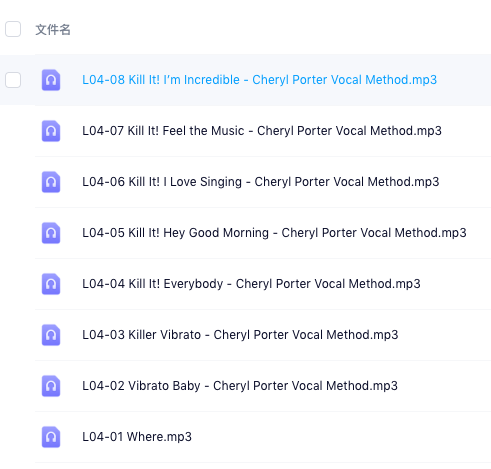 文件名
L04-08 Kill It! I'm Incredible - Cheryl Porter Vocal Method.mp3
L04-07 Kill It! Feel the Music - Cheryl Porter Vocal Method.mp3
L04-06 Kill It! I Love Singing - Cheryl Porter Vocal Method.mp3
L04-05 Kill It! Hey Good Morning - Cheryl Porter Vocal Method.mp3
L04-04 Kill It! Everybody - Cheryl Porter Vocal Method.mp3
L04-03 Killer Vibrato - Cheryl Porter Vocal Method.mp3
L04-02 Vibrato Baby - Cheryl Porter Vocal Method.mp3
L04-01 Where.mp3